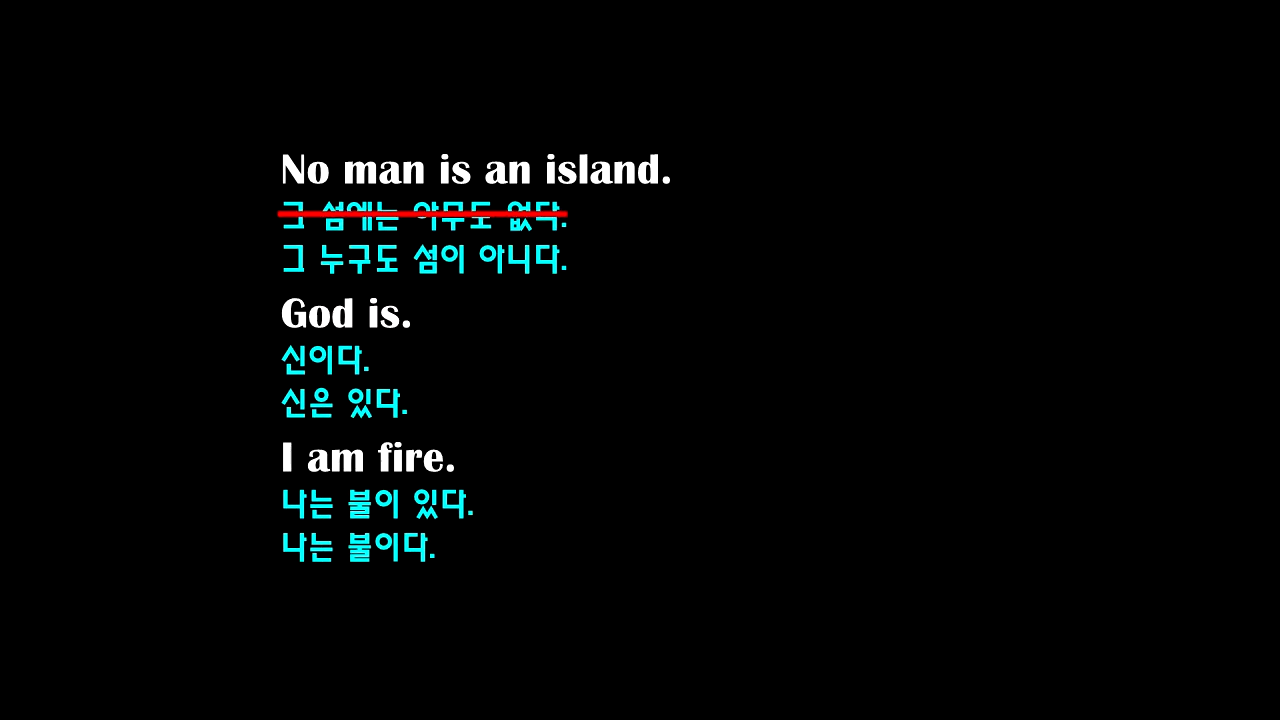 No man is an island.
그 섬에는 아무도 없다.
그 누구도 섬이 아니다.
God is.
신이다.
신은 있다.
I am fire.
나는 불이 있다.
나는 불이다.